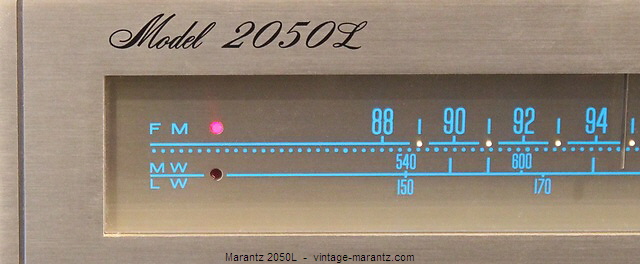 Model 2050L
FM 88 90 92 94
MW 540 600
LW 150 170
Marantz 2050L - vintage-marantz.com